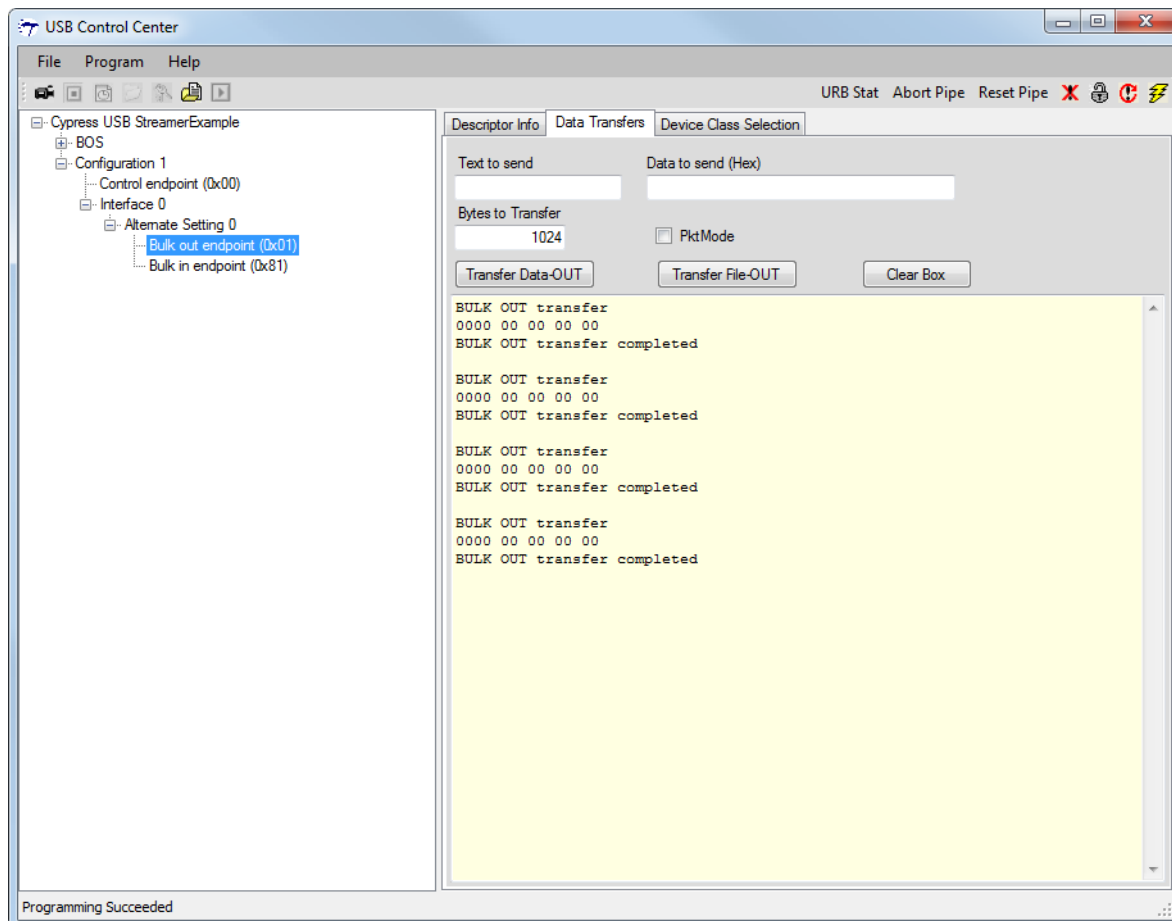 USB Control Center
File Program Help
URB Stat Abort Pipe Reset Pipe
Cypress USB StreamerExample
BOS
Configuration 1
Control endpoint (0x00)
Interface 0
Alternate Setting 0
Bulk out endpoint (0x01)
Bulk in endpoint (0x81)
Descriptor Info Data Transfers Device Class Selection
Text to send Data to send (Hex)
Bytes to Transfer
1024 PktMode
Transfer Data-OUT Transfer File-OUT Clear Box
BULK OUT transfer
0000 00 00 00 00
BULK OUT transfer completed
BULK OUT transfer
0000 00 00 00 00
BULK OUT transfer completed
BULK OUT transfer
0000 00 00 00 00
BULK OUT transfer completed
BULK OUT transfer
0000 00 00 00 00
BULK OUT transfer completed
Programming Succeeded